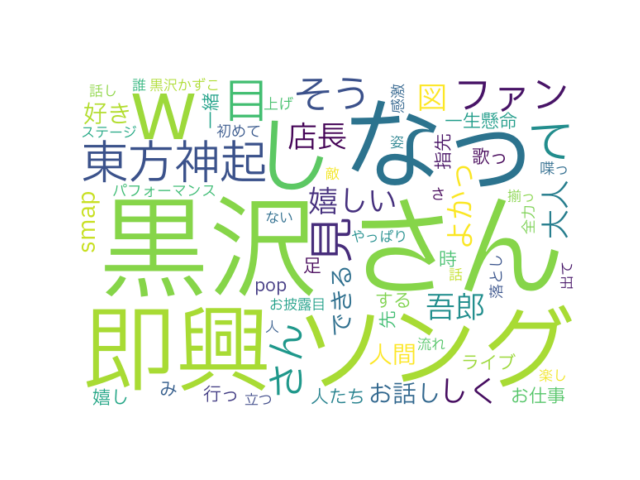 話し 誰 黒沢かずこ
好き 一緒 目 上げ そう 感激 図 ファン
ステージ W 初めて 店長 し なっ 姿 指先 一生懸命 歌っ 喋っ て
東方神起 敵 嬉しい 見 さ よかっ 大人 全力 揃っ
smap パフォーマンス ない やっぱり
黒沢 さん
足 できる 時 話 落とし 出て
pop お披露目 する 先 吾郎
即興 さん 人 ソング
人間 流れ ライブ 楽し
嬉し み 行っ 立つ 人たち お話し しく お仕事